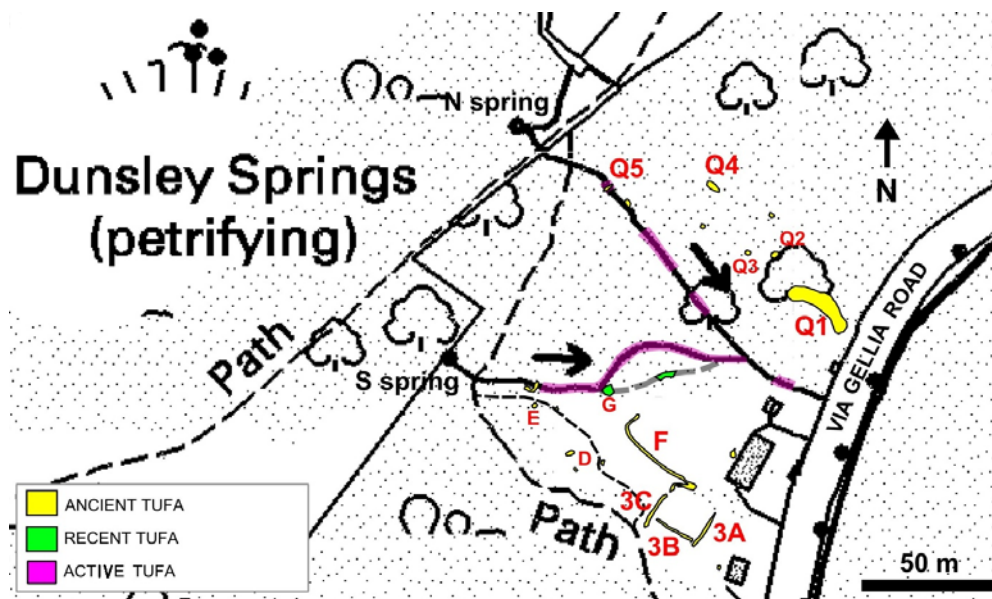 N spring
Dunsley Springs
(petrifying)
Q5
Q4
N
Q2
Q3
Q1
Path
S spring
VIA GELLIA ROAD
E
G
F
D
3C
3B
3A
Path
ANCIENT TUFA
RECENT TUFA
ACTIVE TUFA
50 m